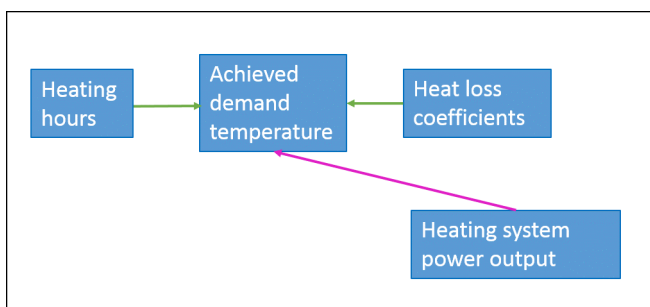 Heating
hours
Achieved
demand
temperature
Heat loss
coefficients
Heating system
power output